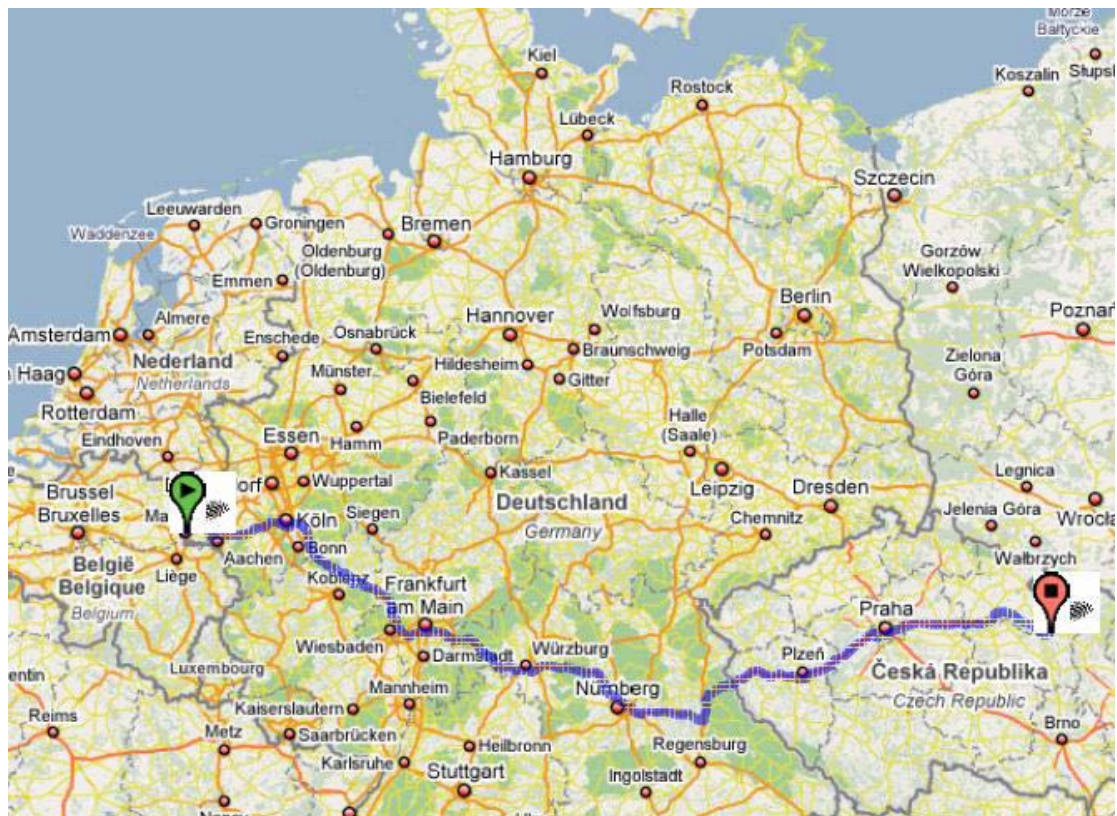 Morze
Bałtyckie
Kiel
Słupsk
Koszalin
Rostock
Lübeck
Hamburg
Szczecin
Leeuwarden
Groningen
Waddenzee
Bremen
Oldenburg
(Oldenburg)
Gorzów
Wielkopolski
Emmen
Berlin
Wolfsburg
Almere
Hannover
Poznań
Amsterdam
Enschede
Osnabrück
Braunschweig
Potsdam
Nederland
Netherlands
Hildesheim
Zielona
Góra
n Haag
Münster
Gitter
Rotterdam
Bielefeld
Halle
(Saale)
Eindhoven
Essen
Hamm
Paderborn
Kassel
Legnica
Wuppertal
Leipzig
Brussel
Bruxelles
D
orf
Deutschland
Germany
Dresden
Wrocła
Ma
Köln
Siegen
Chemnitz
Jelenia Góra
Aachen
Bonn
Wałbrzych
België
Belgique
Belgium
Liège
Koblenz
Frankfurt
am Main
Praha
Wiesbaden
Darmstadt
Würzburg
Plzeň
Luxembourg
Česká Republika
Czech Republic
entin
Mannheim
Nürnberg
Kaiserslautern
Reims
Metz
Saarbrücken
Heilbronn
Regensburg
Brno
Karlsruhe
Stuttgart
Ingolstadt